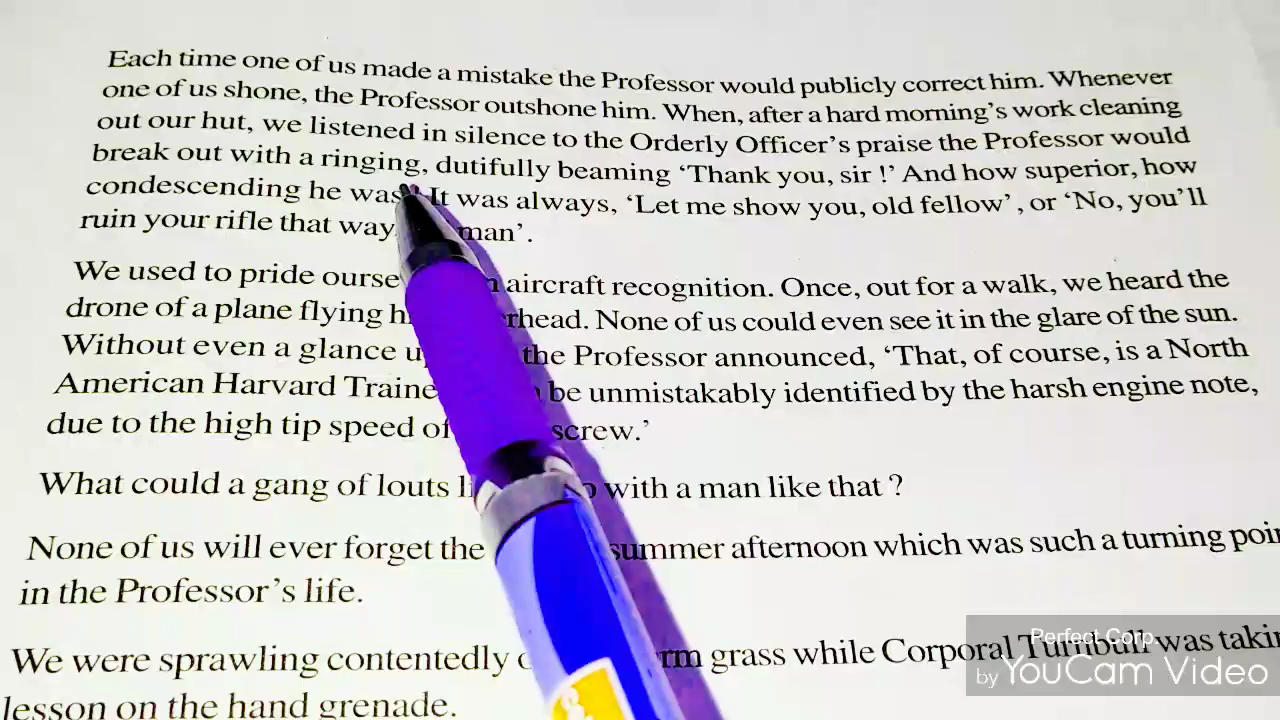 Each time one of us made a mistake the Professor would publicly correct him. Whenever
one of us shone, the Professor outshone him. When, after a hard morning's work cleaning
out our hut, we listened in silence to the Orderly Officer's praise the Professor would
break out with a ringing, dutifully beaming ‘Thank you, sir !’ And how superior, how
condescending he was It was always, ‘Let me show you, old fellow’, or ‘No, you'll
ruin your rifle that way man’.
We used to pride ourse aircraft recognition. Once, out for a walk, we heard the
drone of a plane flying h rhead. None of us could even see it in the glare of the sun.
Without even a glance u the Professor announced, ‘That, of course, is a North
American Harvard Traine be unmistakably identified by the harsh engine note,
due to the high tip speed of screw.’
What could a gang of louts li with a man like that ?
None of us will ever forget the summer afternoon which was such a turning poi
in the Professor's life.
We were sprawling contentedly rm grass while Corporal Turnbull was taki
lesson on the hand grenade.
Perfect Corp
by YouCam Video